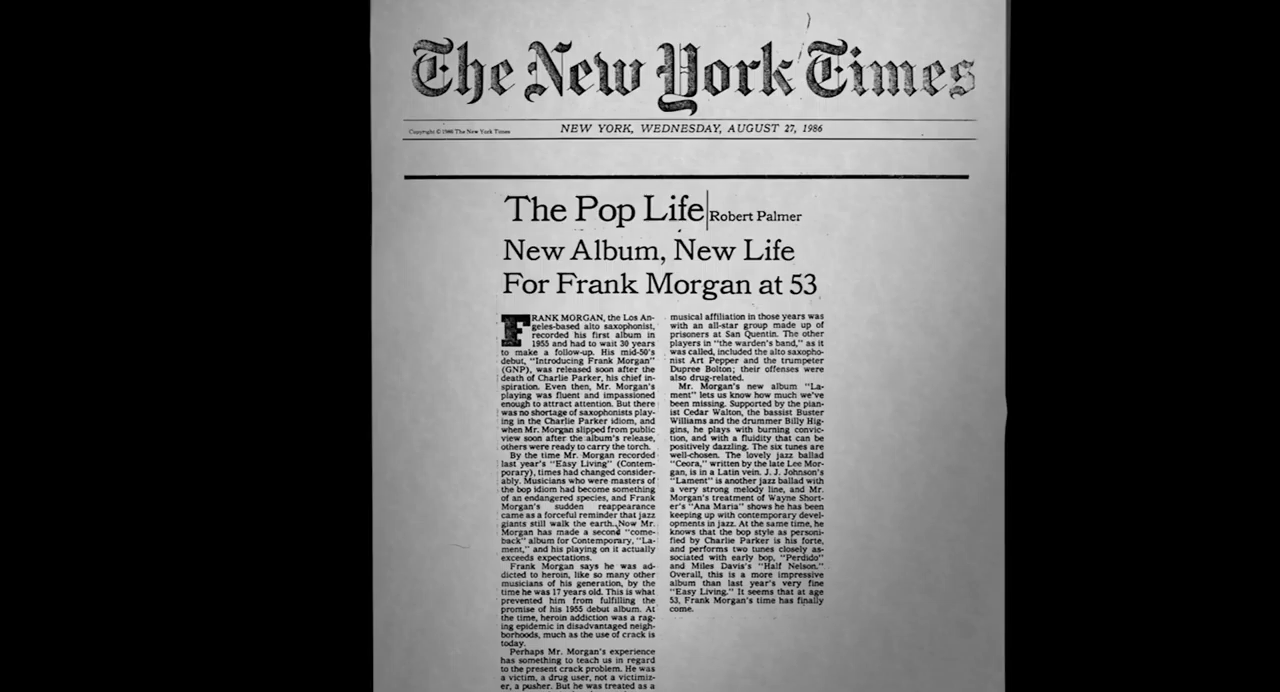 The New York Times
Copyright © 1986 The New York Times
NEW YORK, WEDNESDAY, AUGUST 27, 1986
The Pop Life
Robert Palmer
New Album, New Life
For Frank Morgan at 53
FRANK MORGAN, the Los An-
geles-based alto saxophonist,
recorded his first album in
1955 and had to wait 30 years
to make a follow-up. His mid-50's
debut, "Introducing Frank Morgan"
(GNP), was released soon after the
death of Charlie Parker, his chief in-
spiration. Even then, Mr. Morgan's
playing was fluent and impassioned
enough to attract attention. But there
was no shortage of saxophonists play-
ing in the Charlie Parker idiom, and
when Mr. Morgan slipped from public
view soon after the album's release,
others were ready to carry the torch.
By the time Mr. Morgan recorded
last year's "Easy Living" (Contem-
porary), times had changed consider-
ably. Musicians who were masters of
the bop idiom had become something
of an endangered species, and Frank
Morgan's sudden reappearance
came as a forceful reminder that jazz
giants still walk the earth. Now Mr.
Morgan has made a second "come-
back" album for Contemporary, "La-
ment," and his playing on it actually
exceeds expectations.
Frank Morgan says he was ad-
dicted to heroin, like so many other
musicians of his generation, by the
time he was 17 years old. This is what
prevented him from fulfilling the
promise of his 1955 debut album. At
the time, heroin addiction was a rag-
ing epidemic in disadvantaged neigh-
borhoods, much as the use of crack is
today.
Perhaps Mr. Morgan's experience
has something to teach us in regard
to the present crack problem. He was
a victim, a drug user, not a victimiz-
er, a pusher. But he was treated as a
musical affiliation in those years was
with an all-star group made up of
prisoners at San Quentin. The other
players in "the warden's band," as it
was called, included the alto saxopho-
nist Art Pepper and the trumpeter
Dupree Bolton; their offenses were
also drug-related.
Mr. Morgan's new album "La-
ment" lets us know how much we've
been missing. Supported by the pian-
ist Cedar Walton, the bassist Buster
Williams and the drummer Billy Hig-
gins, he plays with burning convic-
tion, and with a fluidity that can be
positively dazzling. The six tunes are
well-chosen. The lovely jazz ballad
"Ceora," written by the late Lee Mor-
gan, is in a Latin vein. J. J. Johnson's
"Lament" is another jazz ballad with
a very strong melody line, and Mr.
Morgan's treatment of Wayne Short-
er's "Ana Maria" shows he has been
keeping up with contemporary devel-
opments in jazz. At the same time, he
knows that the bop style as personi-
fied by Charlie Parker is his forte,
and performs two tunes closely as-
sociated with early bop, "Perdido"
and Miles Davis's "Half Nelson."
Overall, this is a more impressive
album than last year's very fine
"Easy Living." It seems that at age
53, Frank Morgan's time has finally
come.